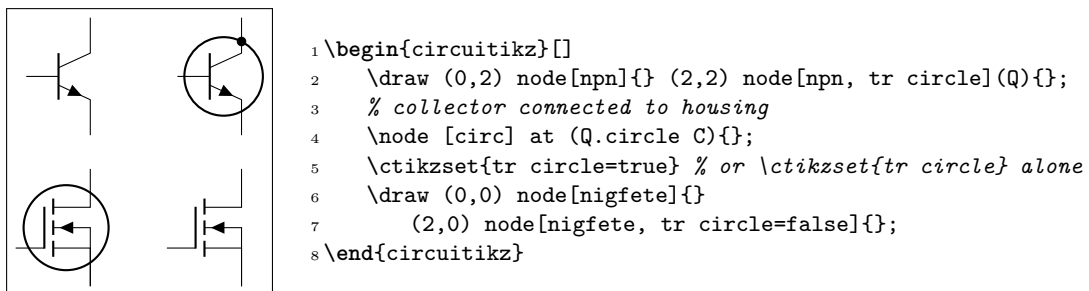 1 \begin{circuitikz}[]
2 \draw (0,2) node[npn]{} (2,2) node[npn, tr circle](Q){};
3 % collector connected to housing
4 \node [circ] at (Q.circle C){};
5 \ctikzset{tr circle=true} % or \ctikzset{tr circle} alone
6 \draw (0,0) node[nigfete]{}
7 (2,0) node[nigfete, tr circle=false]{};
8 \end{circuitikz}